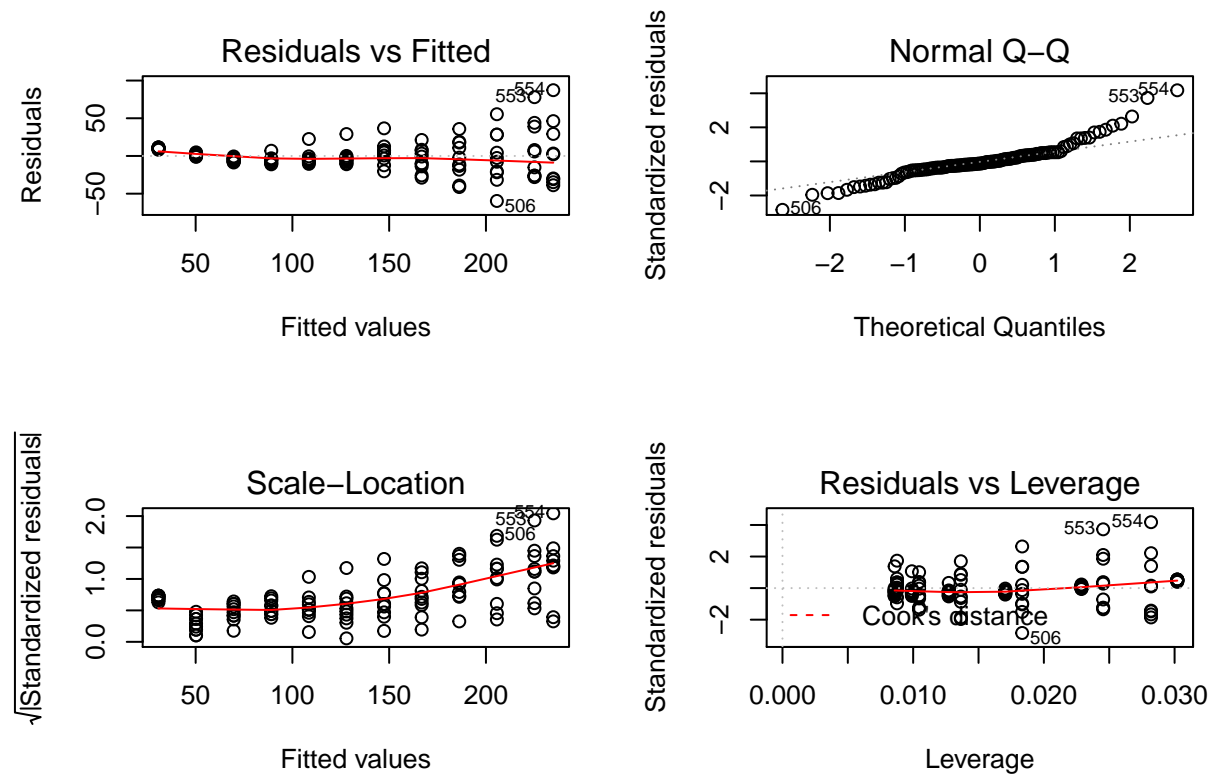 Residuals vs Fitted
Residuals
50
−50
50 100 150 200
Fitted values
553
554
506
Normal Q−Q
Standardized residuals
2
−2
−2 −1 0 1 2
Theoretical Quantiles
553
554
506
Scale−Location
√|Standardized residuals|
2.0
1.0
0.0
50 100 150 200
Fitted values
554
553
506
Residuals vs Leverage
Standardized residuals
2
−2
0.000 0.010 0.020 0.030
Leverage
553
554
Cook's distance
506